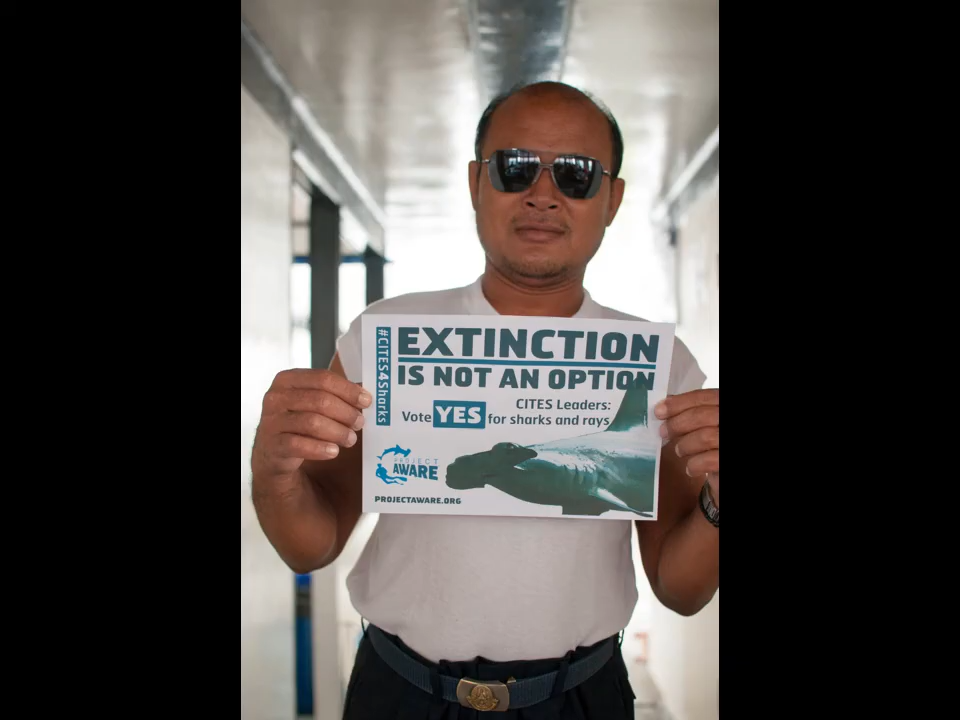 #CITES4Sharks
EXTINCTION
IS NOT AN OPTION
CITES Leaders:
Vote YES for sharks and rays
PROJECT
AWARE
PROJECTAWARE.ORG